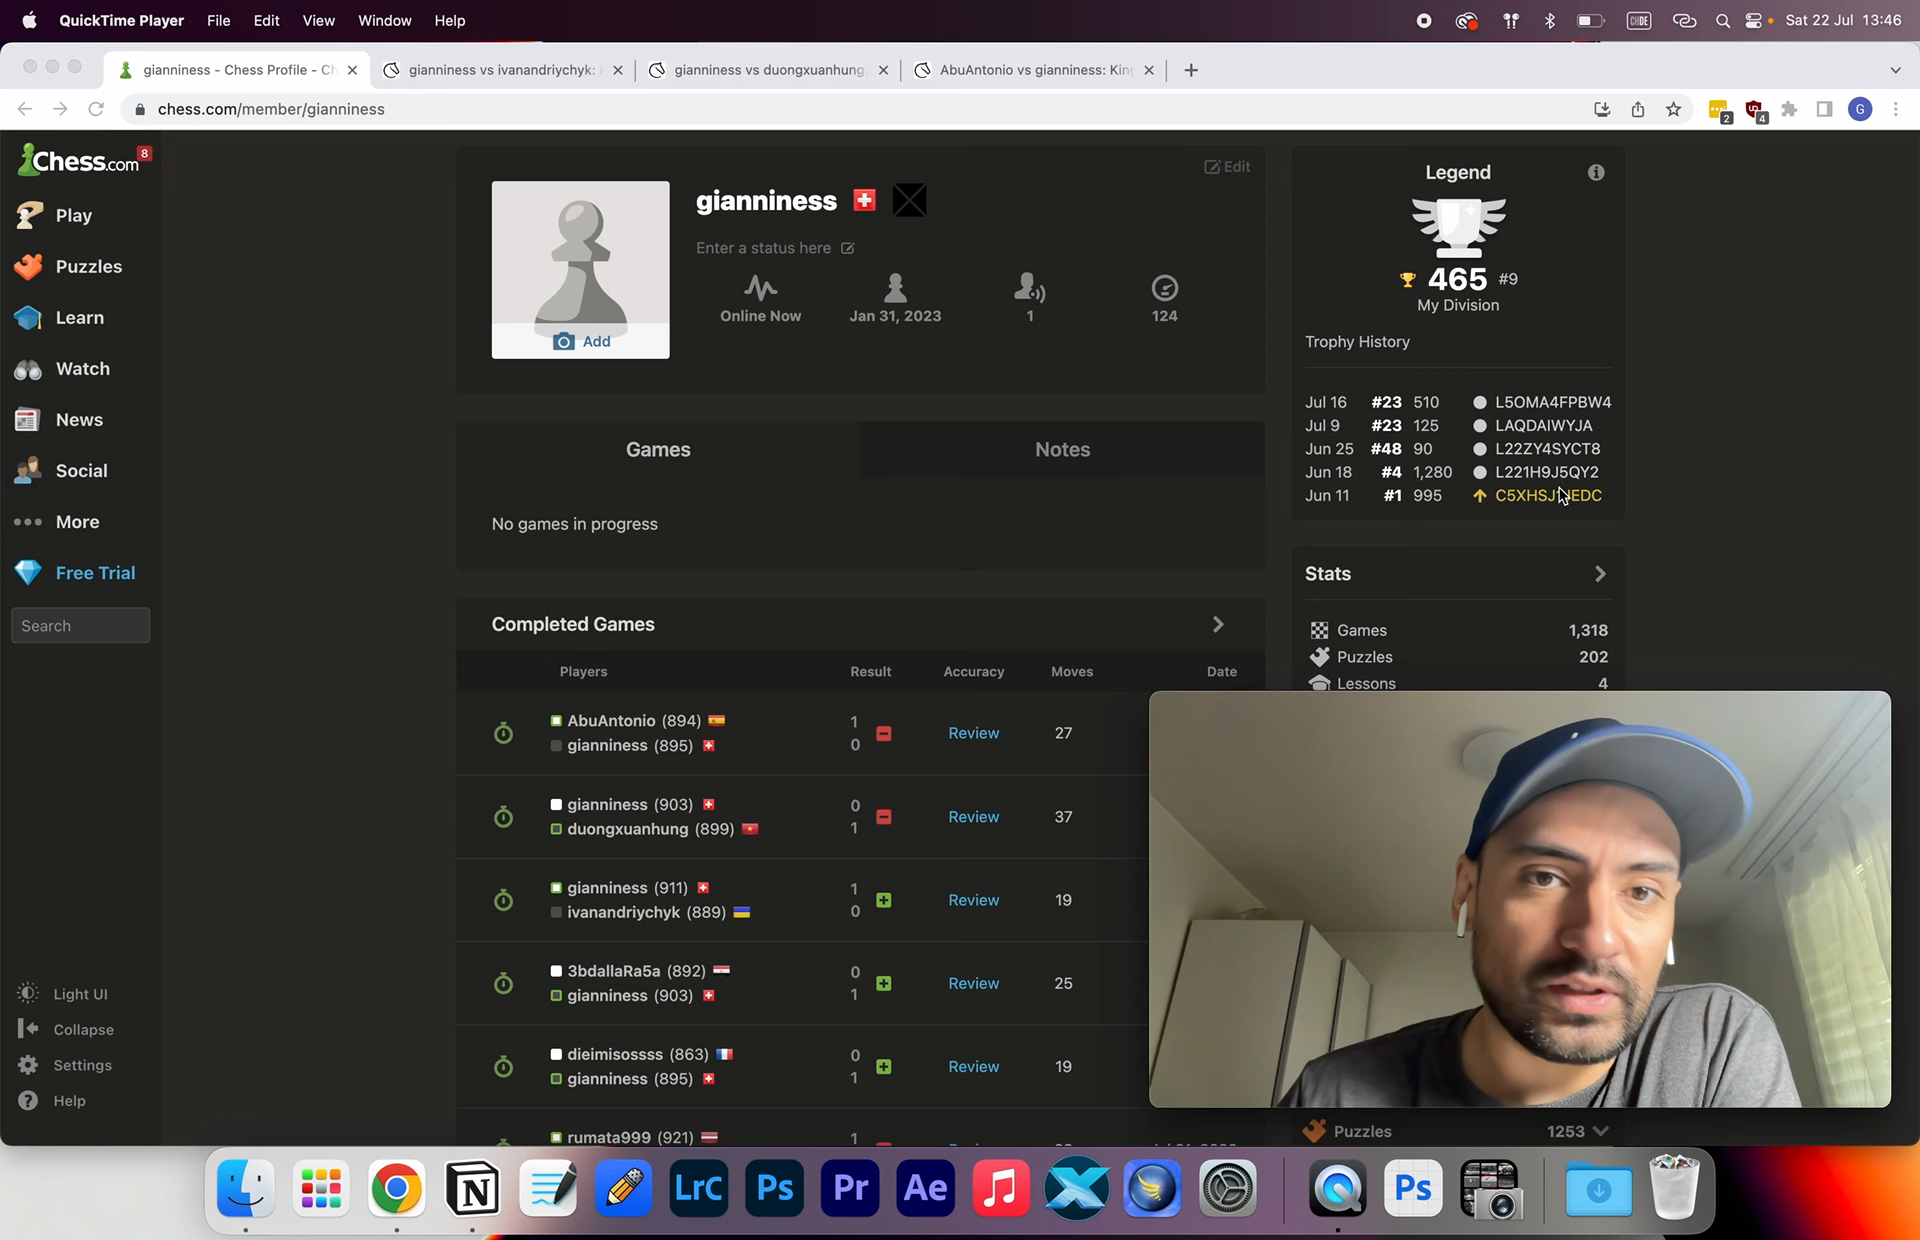 QuickTime Player File Edit View Window Help
DE Sat 22 Jul 13:46
gianniness - Chess Profile - Ch
gianniness vs ivanandriychyk:
gianniness vs duongxuanhung:
AbuAntonio vs gianniness: King
chess.com/member/gianniness
2 4 G
Chess.com 8
Play
Puzzles
Learn
Watch
News
Social
More
Free Trial
Search
Light UI
Collapse
Settings
Help
Edit
gianniness
Enter a status here
Online Now Jan 31, 2023 1 124
Add
Games Notes
No games in progress
Completed Games
Players Result Accuracy Moves Date
AbuAntonio (894) 1
gianniness (895) 0
Review 27
gianniness (903) 0
duongxuanhung (899) 1
Review 37
gianniness (911) 1
ivanandriychyk (889) 0
Review 19
3bdallaRa5a (892) 0
gianniness (903) 1
Review 25
dieimisossss (863) 0
gianniness (895) 1
Review 19
rumata999 (921) 1
Legend
465 #9
My Division
Trophy History
Jul 16 #23 510 L5OMA4FPBW4
Jul 9 #23 125 LAQDAIWYJA
Jun 25 #48 90 L22ZY4SYCT8
Jun 18 #4 1,280 L221H9J5QY2
Jun 11 #1 995
Stats
Games 1,318
Puzzles 202
Lessons 4
Puzzles 1253
LrC Ps Pr Ae Ps